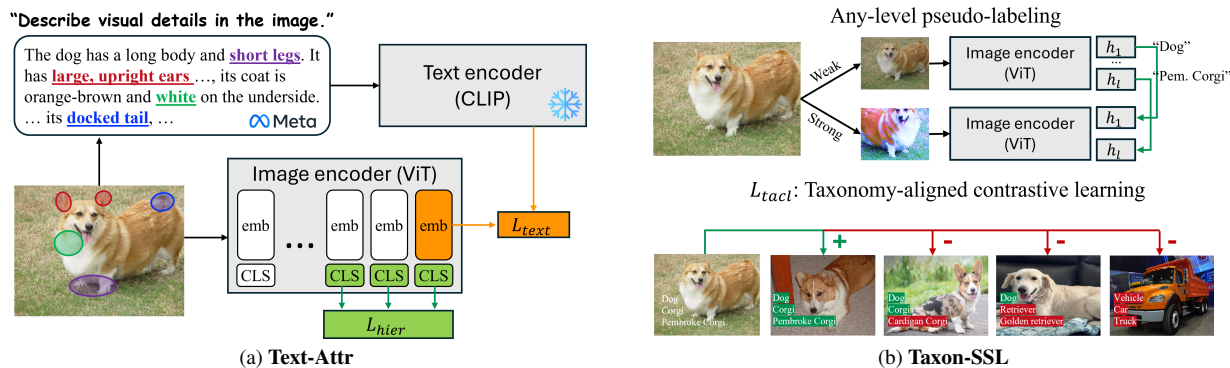 “Describe visual details in the image.”
The dog has a long body and short legs. It
has large, upright ears …, its coat is
orange-brown and white on the underside.
… its docked tail, …
Meta
Text encoder
(CLIP)
Image encoder (ViT)
emb
...
emb
emb
emb
CLS
CLS
CLS
CLS
L_text
L_hier
(a) Text-Attr
Any-level pseudo-labeling
Weak
Strong
Image encoder
(ViT)
h_1
...
h_l
“Dog”
“Pem. Corgi”
Image encoder
(ViT)
h_1
h_l
L_tacl: Taxonomy-aligned contrastive learning
+
-
-
-
Dog
Corgi
Pembroke Corgi
Dog
Corgi
Pembroke Corgi
Dog
Corgi
Cardigan Corgi
Dog
Retriever
Golden retriever
Vehicle
Car
Truck
(b) Taxon-SSL